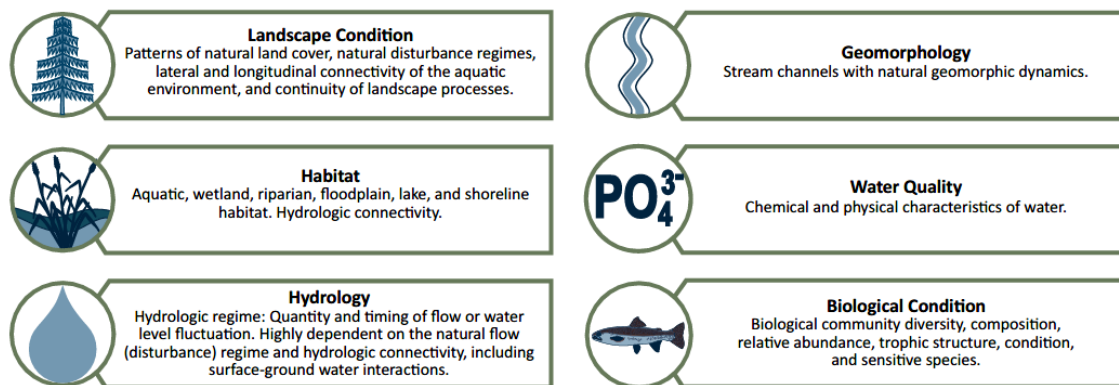 Landscape Condition
Patterns of natural land cover, natural disturbance regimes,
lateral and longitudinal connectivity of the aquatic
environment, and continuity of landscape processes.
Geomorphology
Stream channels with natural geomorphic dynamics.
Habitat
Aquatic, wetland, riparian, floodplain, lake, and shoreline
habitat. Hydrologic connectivity.
PO₄³⁻
Water Quality
Chemical and physical characteristics of water.
Hydrology
Hydrologic regime: Quantity and timing of flow or water
level fluctuation. Highly dependent on the natural flow
(disturbance) regime and hydrologic connectivity, including
surface-ground water interactions.
Biological Condition
Biological community diversity, composition,
relative abundance, trophic structure, condition,
and sensitive species.